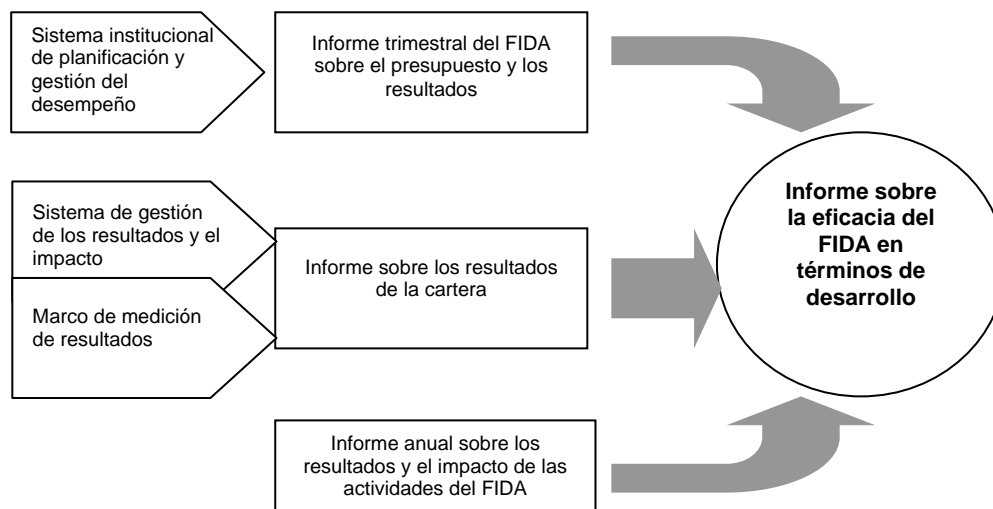 Sistema institucional
de planificación y
gestión del
desempeño
Informe trimestral del FIDA
sobre el presupuesto y los
resultados
Sistema de gestión
de los resultados y el
impacto
Marco de medición
de resultados
Informe sobre los resultados
de la cartera
Informe anual sobre los
resultados y el impacto de las
actividades del FIDA
Informe sobre
la eficacia del
FIDA en
términos de
desarrollo